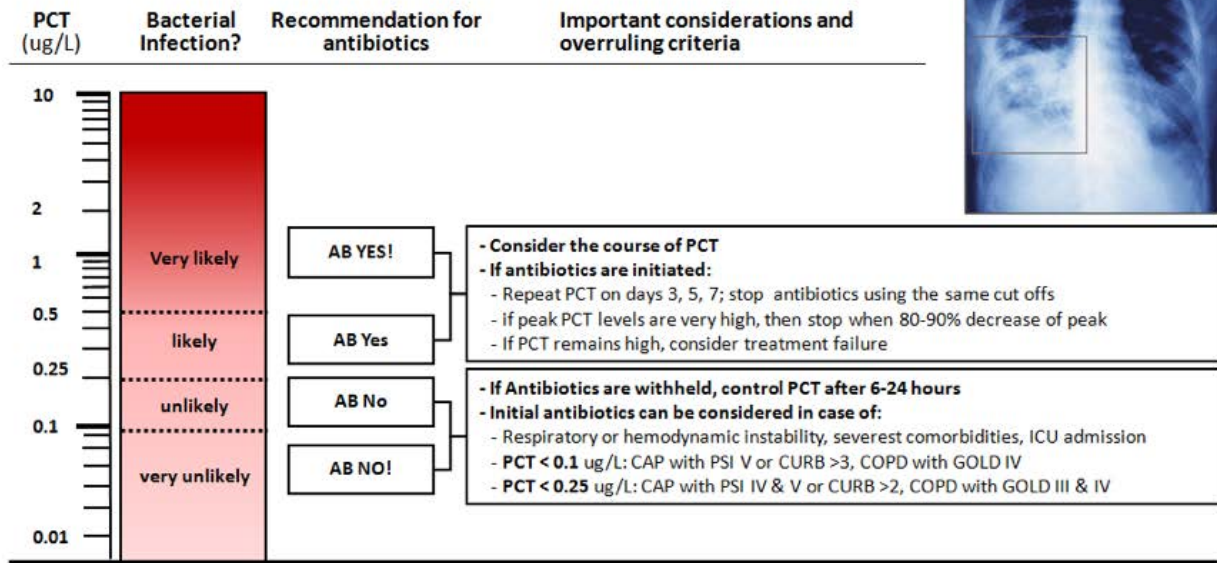 PCT
(ug/L)
Bacterial
Infection?
Recommendation for
antibiotics
Important considerations and
overruling criteria
10
2
1
0.5
0.25
0.1
0.01
Very likely
likely
unlikely
very unlikely
AB YES!
AB Yes
AB No
AB NO!
- Consider the course of PCT
- If antibiotics are initiated:
- Repeat PCT on days 3, 5, 7; stop antibiotics using the same cut offs
- if peak PCT levels are very high, then stop when 80-90% decrease of peak
- If PCT remains high, consider treatment failure
- If Antibiotics are withheld, control PCT after 6-24 hours
- Initial antibiotics can be considered in case of:
- Respiratory or hemodynamic instability, severest comorbidities, ICU admission
- PCT < 0.1 ug/L: CAP with PSI V or CURB >3, COPD with GOLD IV
- PCT < 0.25 ug/L: CAP with PSI IV & V or CURB >2, COPD with GOLD III & IV